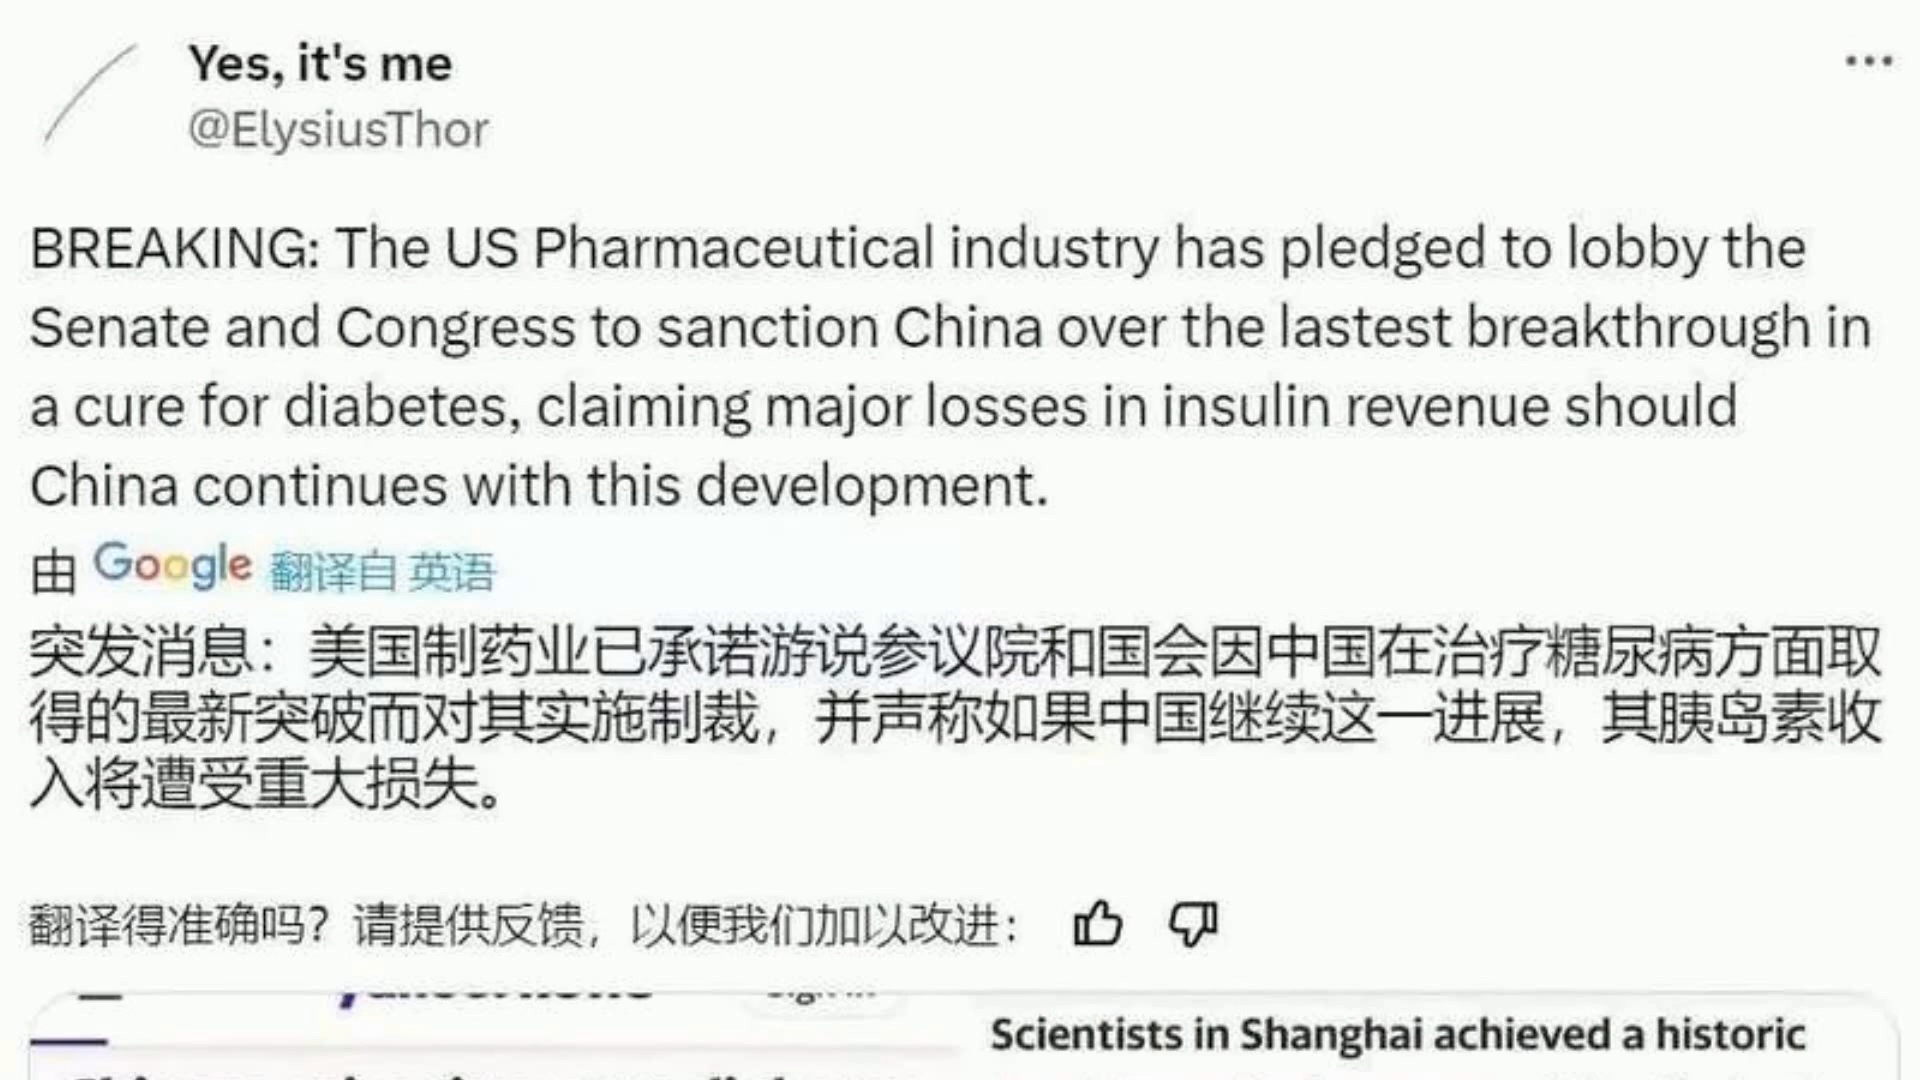 Yes, it's me
@ElysiusThor
BREAKING: The US Pharmaceutical industry has pledged to lobby the
Senate and Congress to sanction China over the lastest breakthrough in
a cure for diabetes, claiming major losses in insulin revenue should
China continues with this development.
由 Google 翻译自 英语
突发消息：美国制药业已承诺游说参议院和国会因中国在治疗糖尿病方面取
得的最新突破而对其实施制裁，并声称如果中国继续这一进展，其胰岛素收
入将遭受重大损失。
翻译得准确吗？请提供反馈，以便我们加以改进：
Scientists in Shanghai achieved a historic